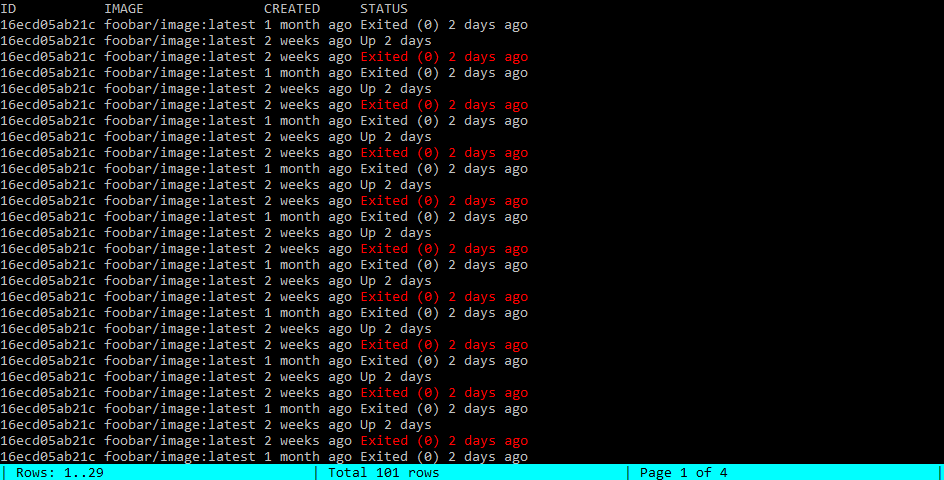 ID IMAGE CREATED STATUS
16ecd05ab21c foobar/image:latest 1 month ago Exited (0) 2 days ago
16ecd05ab21c foobar/image:latest 2 weeks ago Up 2 days
16ecd05ab21c foobar/image:latest 2 weeks ago Exited (0) 2 days ago
16ecd05ab21c foobar/image:latest 1 month ago Exited (0) 2 days ago
16ecd05ab21c foobar/image:latest 2 weeks ago Up 2 days
16ecd05ab21c foobar/image:latest 2 weeks ago Exited (0) 2 days ago
16ecd05ab21c foobar/image:latest 1 month ago Exited (0) 2 days ago
16ecd05ab21c foobar/image:latest 2 weeks ago Up 2 days
16ecd05ab21c foobar/image:latest 2 weeks ago Exited (0) 2 days ago
16ecd05ab21c foobar/image:latest 1 month ago Exited (0) 2 days ago
16ecd05ab21c foobar/image:latest 2 weeks ago Up 2 days
16ecd05ab21c foobar/image:latest 2 weeks ago Exited (0) 2 days ago
16ecd05ab21c foobar/image:latest 1 month ago Exited (0) 2 days ago
16ecd05ab21c foobar/image:latest 2 weeks ago Up 2 days
16ecd05ab21c foobar/image:latest 2 weeks ago Exited (0) 2 days ago
16ecd05ab21c foobar/image:latest 1 month ago Exited (0) 2 days ago
16ecd05ab21c foobar/image:latest 2 weeks ago Up 2 days
16ecd05ab21c foobar/image:latest 2 weeks ago Exited (0) 2 days ago
16ecd05ab21c foobar/image:latest 1 month ago Exited (0) 2 days ago
16ecd05ab21c foobar/image:latest 2 weeks ago Up 2 days
16ecd05ab21c foobar/image:latest 2 weeks ago Exited (0) 2 days ago
16ecd05ab21c foobar/image:latest 1 month ago Exited (0) 2 days ago
16ecd05ab21c foobar/image:latest 2 weeks ago Up 2 days
16ecd05ab21c foobar/image:latest 2 weeks ago Exited (0) 2 days ago
16ecd05ab21c foobar/image:latest 1 month ago Exited (0) 2 days ago
16ecd05ab21c foobar/image:latest 2 weeks ago Up 2 days
16ecd05ab21c foobar/image:latest 2 weeks ago Exited (0) 2 days ago
16ecd05ab21c foobar/image:latest 1 month ago Exited (0) 2 days ago
| Rows: 1..29 | Total 101 rows | Page 1 of 4 |